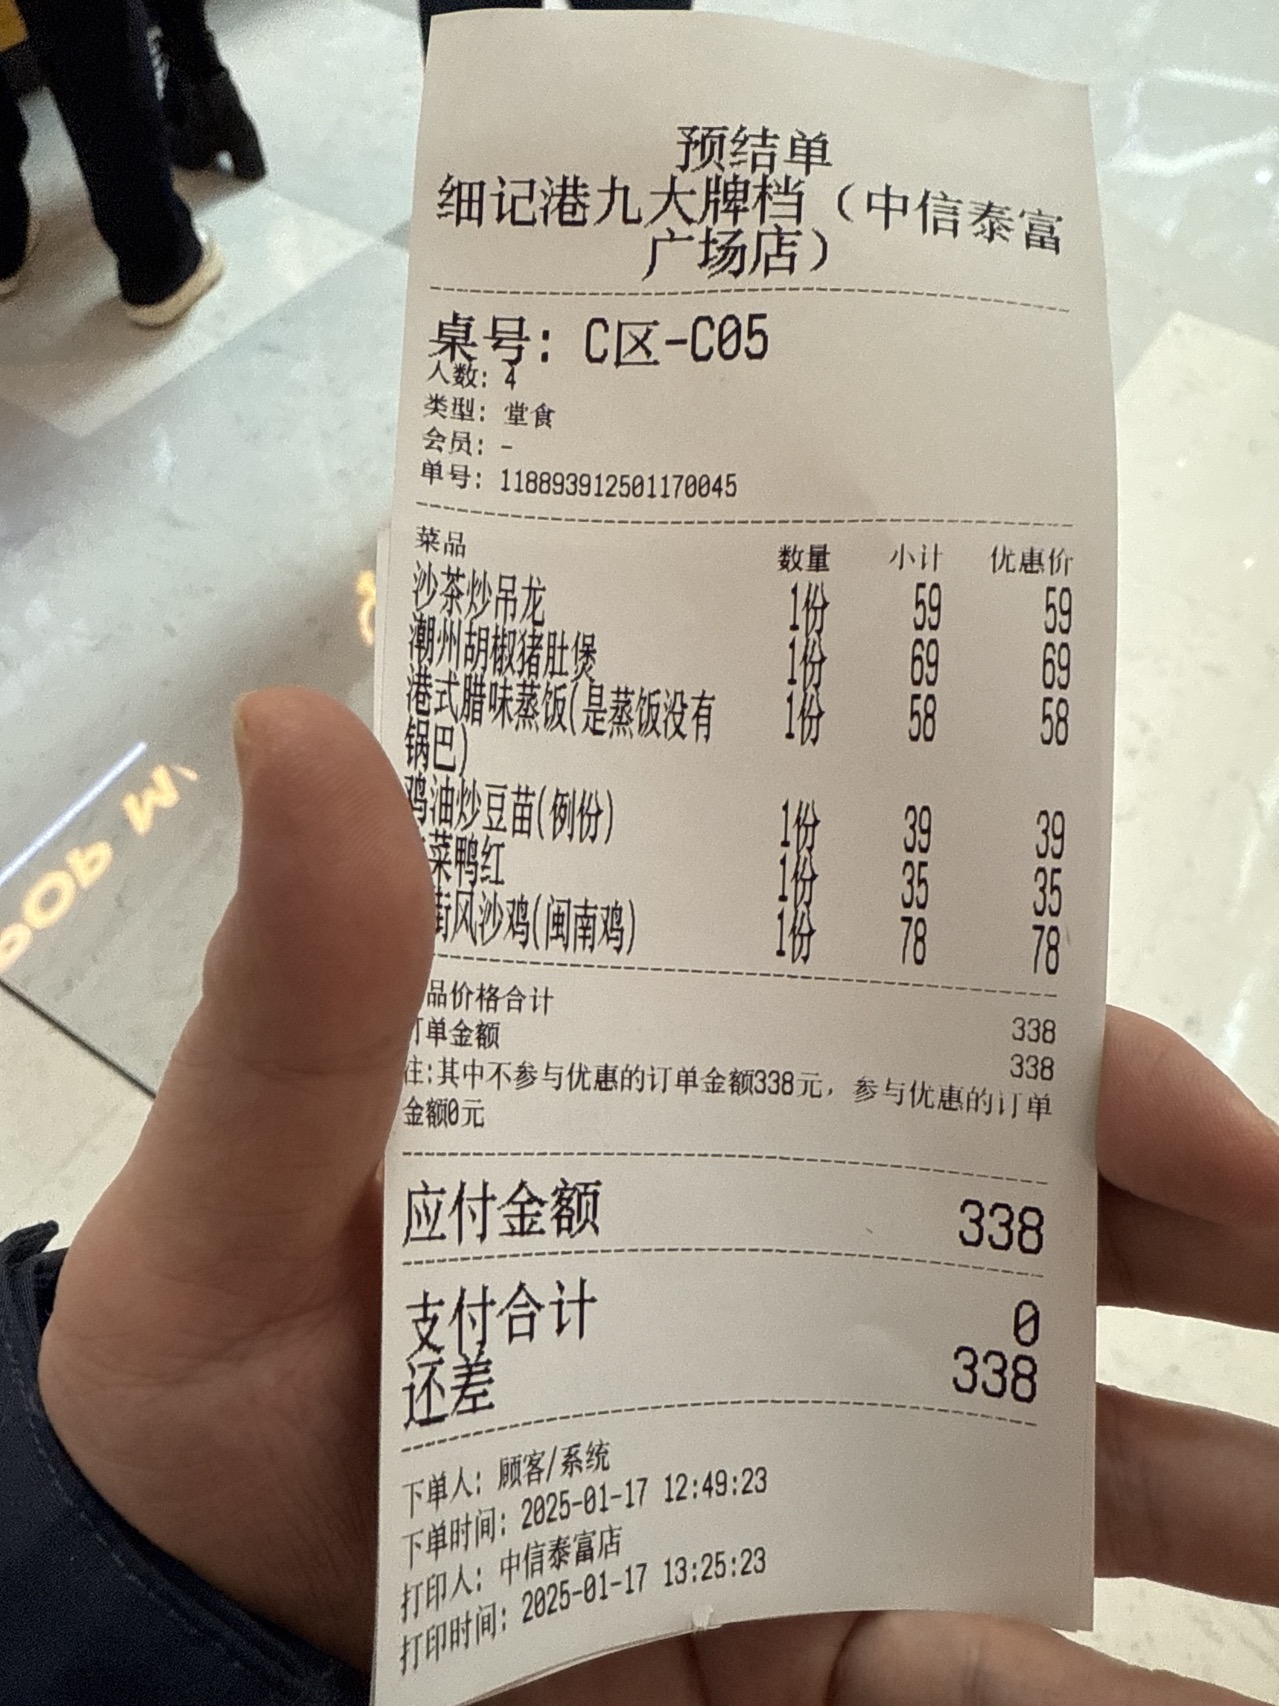 预结单
细记港九大牌档（中信泰富
广场店）
桌号: C区-C05
人数: 4
类型: 堂食
会员: -
单号: 118893912501170045
菜品 数量 小计 优惠价
沙茶炒吊龙 1份 59 59
潮州胡椒猪肚煲 1份 69 69
港式腊味蒸饭(是蒸饭没有 1份 58 58
锅巴)
鸡油炒豆苗(例份) 1份 39 39
菜鸭红 1份 35 35
街风沙鸡(闽南鸡) 1份 78 78
品价格合计 338
订单金额 338
注:其中不参与优惠的订单金额338元，参与优惠的订单
金额0元
应付金额 338
支付合计 0
还差 338
下单人: 顾客/系统
下单时间: 2025-01-17 12:49:23
打印人: 中信泰富店
打印时间: 2025-01-17 13:25:23